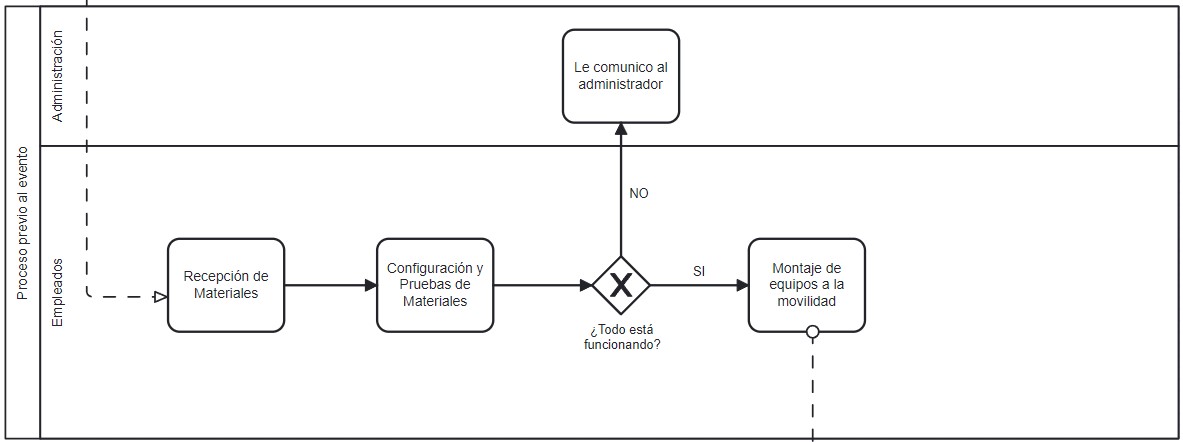 Proceso previo al evento
Administración
Le comunico al
administrador
NO
Empleados
Recepción de
Materiales
Configuración y
Pruebas de
Materiales
¿Todo está
funcionando?
SI
Montaje de
equipos a la
movilidad